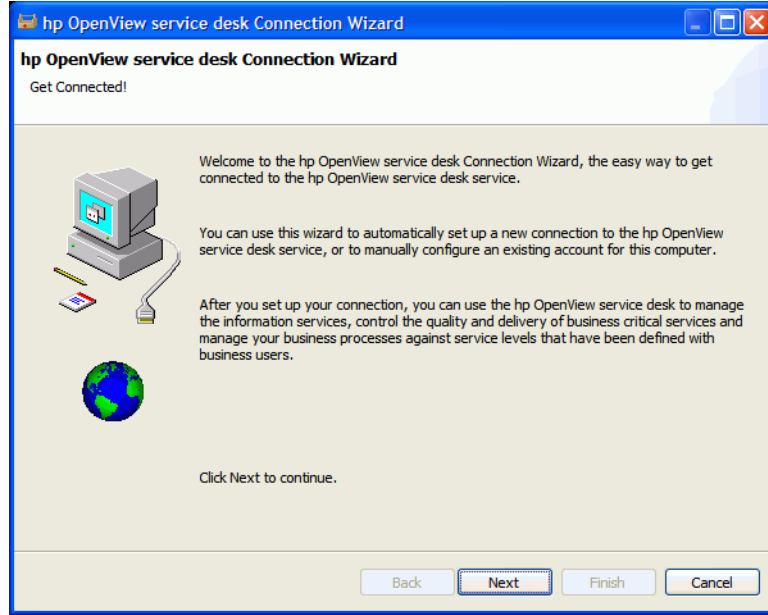 hp OpenView service desk Connection Wizard
hp OpenView service desk Connection Wizard
Get Connected!
Welcome to the hp OpenView service desk Connection Wizard, the easy way to get
connected to the hp OpenView service desk service.
You can use this wizard to automatically set up a new connection to the hp OpenView
service desk service, or to manually configure an existing account for this computer.
After you set up your connection, you can use the hp OpenView service desk to manage
the information services, control the quality and delivery of business critical services and
manage your business processes against service levels that have been defined with
business users.
Click Next to continue.
Back Next Finish Cancel